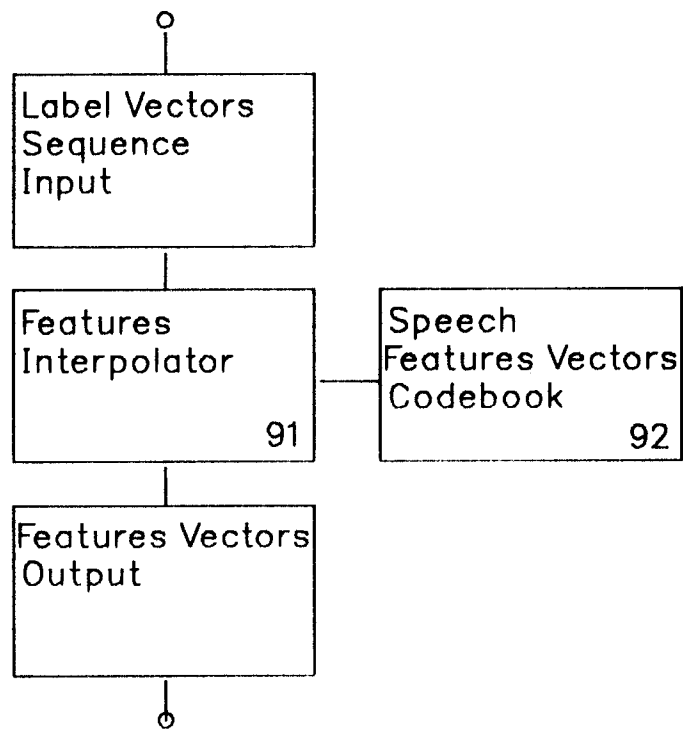 Label Vectors
Sequence
Input
Features
Interpolator
91
Speech
Features Vectors
Codebook
92
Features Vectors
Output